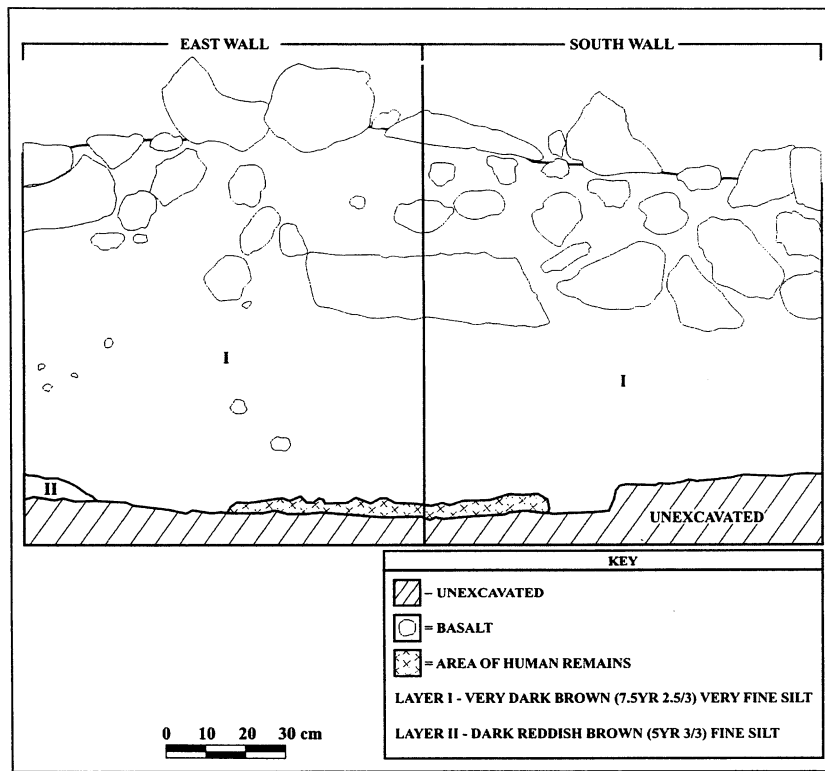 EAST WALL
SOUTH WALL
I
I
II
UNEXCAVATED
KEY
– UNEXCAVATED
= BASALT
= AREA OF HUMAN REMAINS
LAYER I - VERY DARK BROWN (7.5YR 2.5/3) VERY FINE SILT
LAYER II - DARK REDDISH BROWN (5YR 3/3) FINE SILT
0 10 20 30 cm